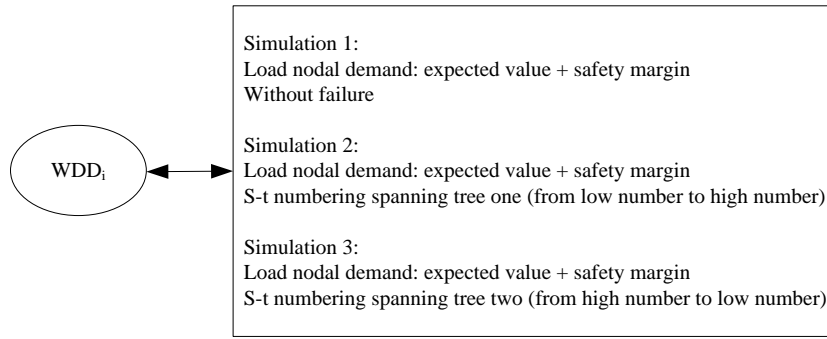 WDDi
Simulation 1:
Load nodal demand: expected value + safety margin
Without failure
Simulation 2:
Load nodal demand: expected value + safety margin
S-t numbering spanning tree one (from low number to high number)
Simulation 3:
Load nodal demand: expected value + safety margin
S-t numbering spanning tree two (from high number to low number)